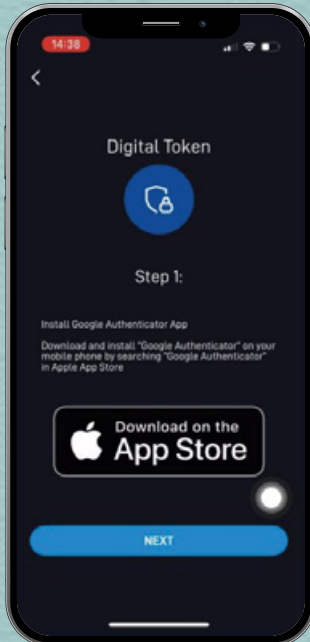 14:38
Digital Token
Step 1:
Install Google Authenticator App
Download and install "Google Authenticator" on your
mobile phone by searching "Google Authenticator"
in Apple App Store
Download on the
App Store
NEXT